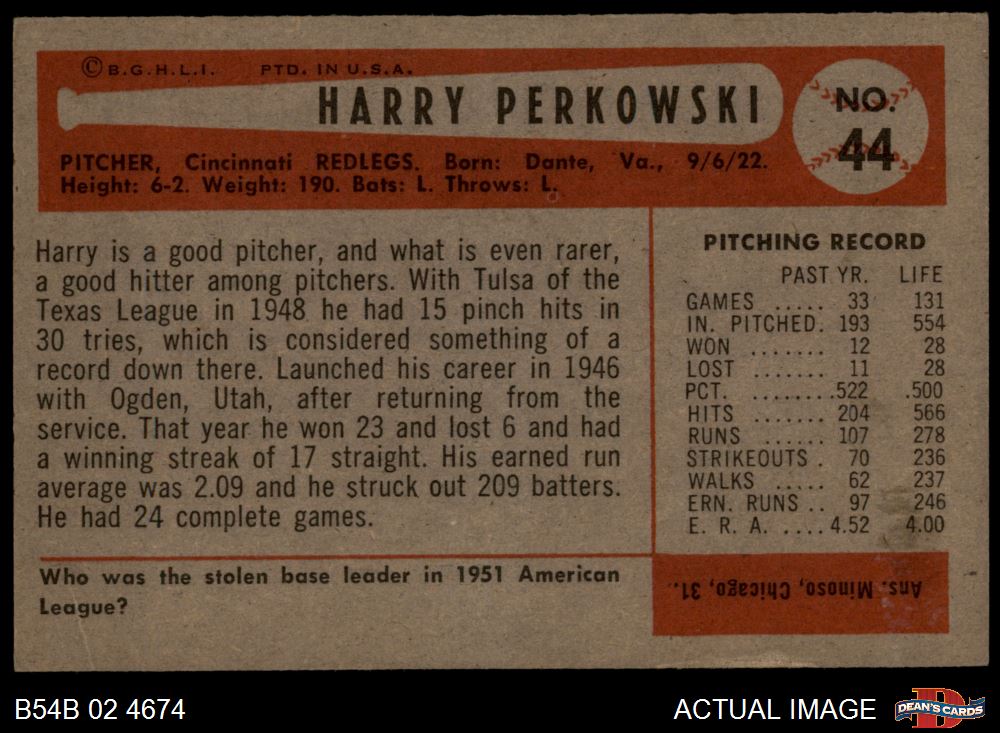 © B.G.H.L.I. PTD. IN U.S.A.
HARRY PERKOWSKI
NO.
44
PITCHER, Cincinnati REDLEGS. Born: Dante, Va., 9/6/22.
Height: 6-2. Weight: 190. Bats: L. Throws: L.
Harry is a good pitcher, and what is even rarer,
a good hitter among pitchers. With Tulsa of the
Texas League in 1948 he had 15 pinch hits in
30 tries, which is considered something of a
record down there. Launched his career in 1946
with Ogden, Utah, after returning from the
service. That year he won 23 and lost 6 and had
a winning streak of 17 straight. His earned run
average was 2.09 and he struck out 209 batters.
He had 24 complete games.
PITCHING RECORD
PAST YR. LIFE
GAMES ..... 33 131
IN. PITCHED. 193 554
WON ....... 12 28
LOST ....... 11 28
PCT. ........522 .500
HITS ....... 204 566
RUNS ...... 107 278
STRIKEOUTS . 70 236
WALKS ..... 62 237
ERN. RUNS .. 97 246
E. R. A. ....4.52 4.00
Who was the stolen base leader in 1951 American
League?
Ans. Minoso, Chicago, 31..
B54B 02 4674
ACTUAL IMAGE
DEAN'S CARDS